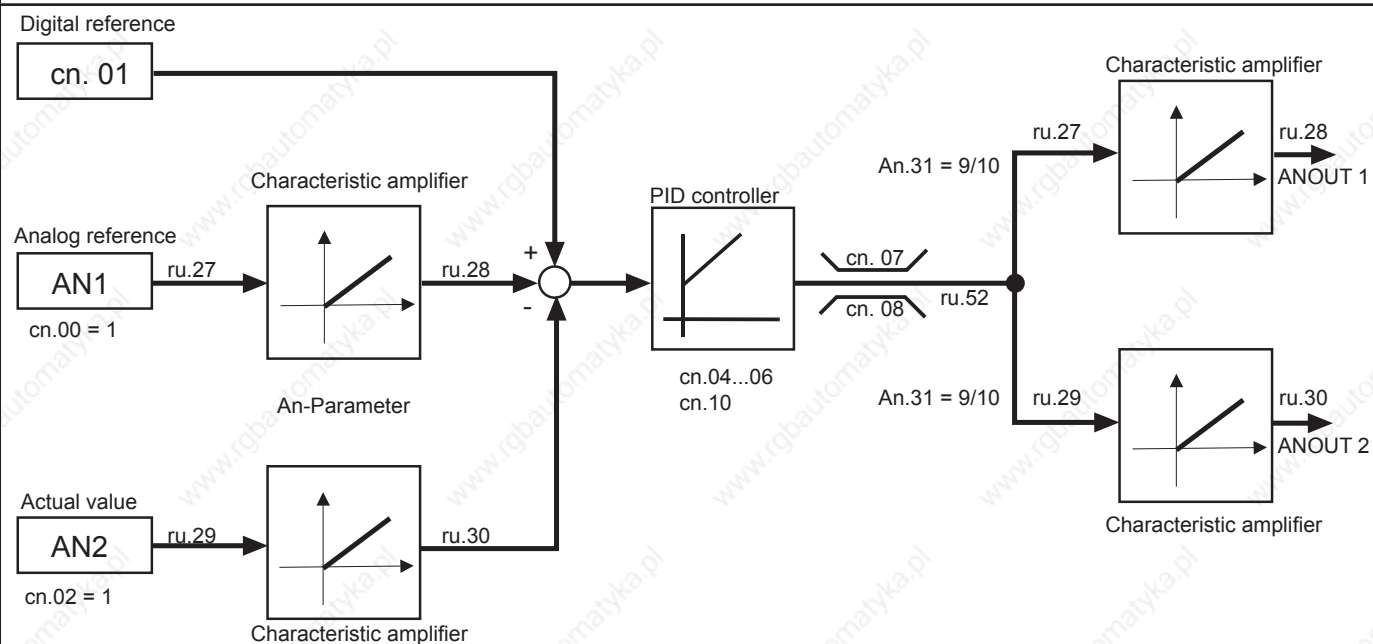 Digital reference
cn. 01
Characteristic amplifier
ru.27
ru.28
An.31 = 9/10
ANOUT 1
Characteristic amplifier
PID controller
Analog reference
AN1
ru.27
ru.28
+
-
cn. 07
cn. 08
ru.52
cn.00 = 1
cn.04...06
cn.10
An-Parameter
An.31 = 9/10
ru.29
ru.30
ANOUT 2
Actual value
AN2
ru.29
ru.30
Characteristic amplifier
cn.02 = 1
Characteristic amplifier
www.rgbautomatyka.pl